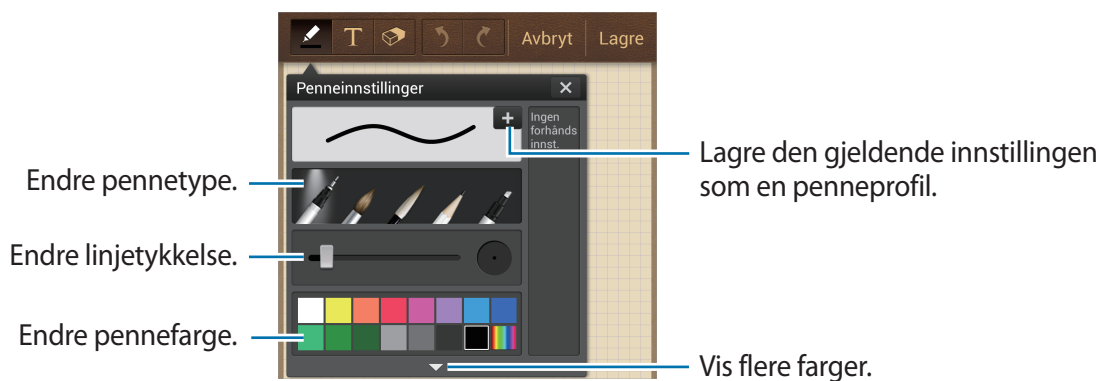 T
Avbryt
Lagre
Penneinnstillinger
Ingen
forhånds
innst.
Lagre den gjeldende innstillingen
som en penneprofil.
Endre pennetype.
Endre linjetykkelse.
Endre pennefarge.
Vis flere farger.